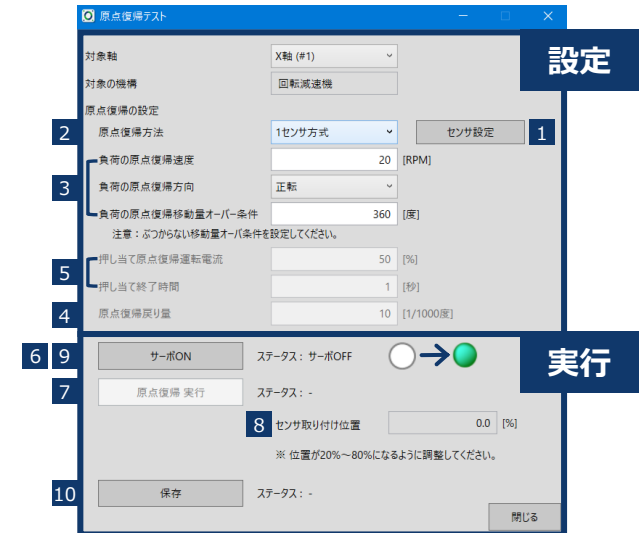 原点復帰テスト
設定
対象軸 X軸 (#1)
対象の機構 回転減速機
原点復帰の設定
2 原点復帰方法 1センサ方式 センサ設定 1
負荷の原点復帰速度 20 [RPM]
3 負荷の原点復帰方向 正転
負荷の原点復帰移動量オーバー条件 360 [度]
注意：ぶつからない移動量オーバ条件を設定してください。
5 押し当て原点復帰運転電流 50 [%]
押し当て終了時間 1 [秒]
4 原点復帰戻り量 10 [1/1000度]
実行
6 9 サーボON ステータス： サーボOFF
7 原点復帰 実行 ステータス： -
8 センサ取り付け位置 0.0 [%]
※ 位置が20%～80%になるように調整してください。
10 保存 ステータス： -
閉じる